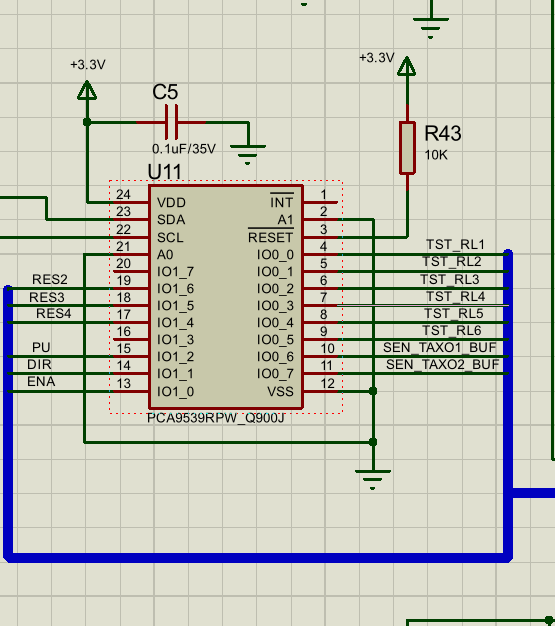 +3.3V
+3.3V
C5
0.1uF/35V
R43
10K
U11
24 VDD INT 1
23 SDA A1 2
22 SCL RESET 3
21 A0 IO0_0 4 TST_RL1
20 IO1_7 IO0_1 5 TST_RL2
RES2 19 IO1_6 IO0_2 6 TST_RL3
RES3 18 IO1_5 IO0_3 7 TST_RL4
RES4 17 IO1_4 IO0_4 8 TST_RL5
16 IO1_3 IO0_5 9 TST_RL6
PU 15 IO1_2 IO0_6 10 SEN_TAXO1_BUF
DIR 14 IO1_1 IO0_7 11 SEN_TAXO2_BUF
ENA 13 IO1_0 VSS 12
PCA9539RPW_Q900J